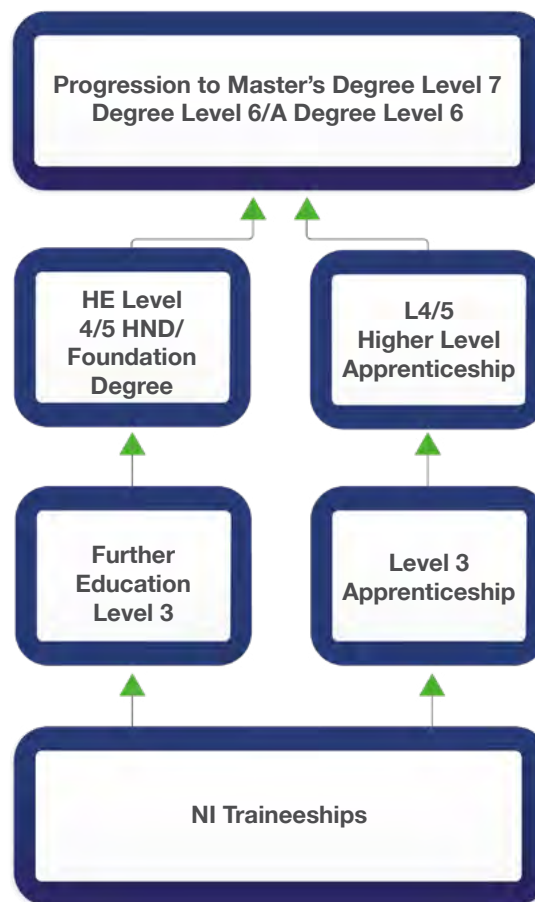 Progression to Master's Degree Level 7
Degree Level 6/A Degree Level 6
HE Level
4/5 HND/
Foundation
Degree
L4/5
Higher Level
Apprenticeship
Further
Education
Level 3
Level 3
Apprenticeship
NI Traineeships